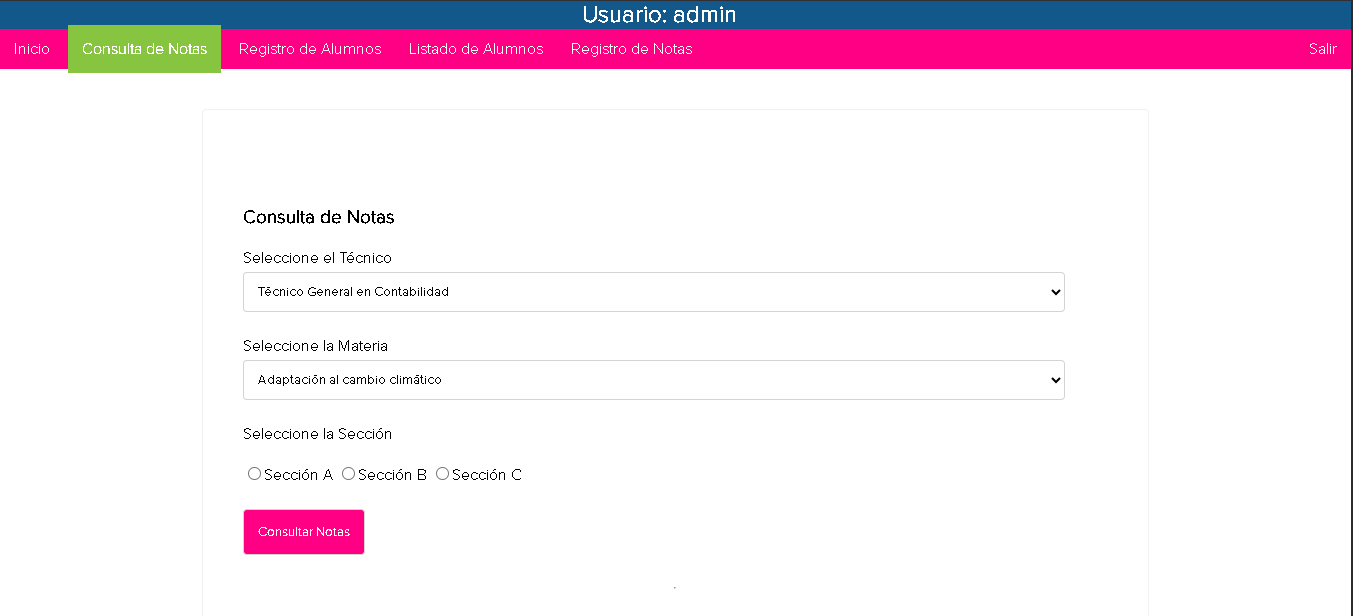 Usuario: admin
Inicio Consulta de Notas Registro de Alumnos Listado de Alumnos Registro de Notas Salir
Consulta de Notas
Seleccione el Técnico
Técnico General en Contabilidad
Seleccione la Materia
Adaptación al cambio climático
Seleccione la Sección
Sección A Sección B Sección C
Consultar Notas